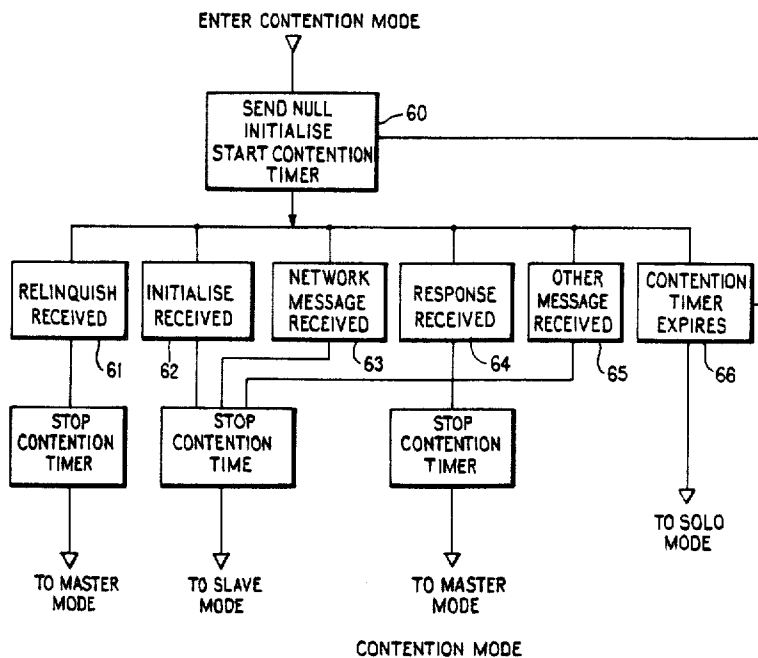 ENTER CONTENTION MODE
SEND NULL
INITIALISE
START CONTENTION
TIMER
60
RELINQUISH
RECEIVED
61
INITIALISE
RECEIVED
62
NETWORK
MESSAGE
RECEIVED
63
RESPONSE
RECEIVED
64
OTHER
MESSAGE
RECEIVED
65
CONTENTION
TIMER
EXPIRES
66
STOP
CONTENTION
TIMER
STOP
CONTENTION
TIME
STOP
CONTENTION
TIMER
TO MASTER
MODE
TO SLAVE
MODE
TO MASTER
MODE
TO SOLO
MODE
CONTENTION MODE